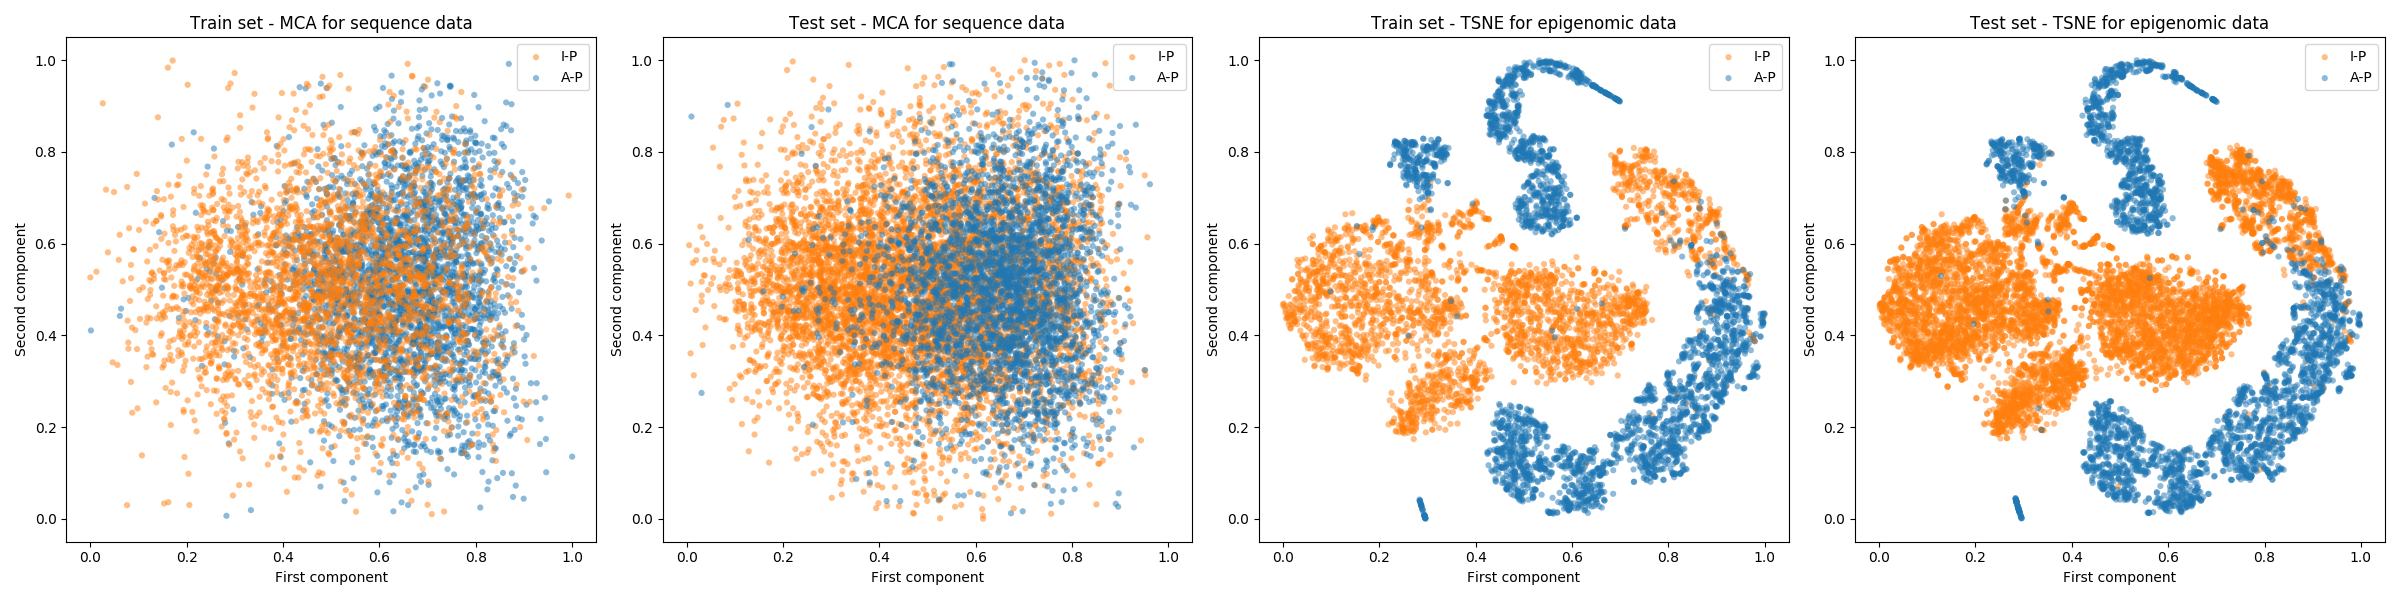 Train set - MCA for sequence data
I-P
A-P
1.0
0.8
0.6
0.4
0.2
0.0
Second component
0.0 0.2 0.4 0.6 0.8 1.0
First component
Test set - MCA for sequence data
I-P
A-P
1.0
0.8
0.6
0.4
0.2
0.0
Second component
0.0 0.2 0.4 0.6 0.8 1.0
First component
Train set - TSNE for epigenomic data
I-P
A-P
1.0
0.8
0.6
0.4
0.2
0.0
Second component
0.0 0.2 0.4 0.6 0.8 1.0
First component
Test set - TSNE for epigenomic data
I-P
A-P
1.0
0.8
0.6
0.4
0.2
0.0
Second component
0.0 0.2 0.4 0.6 0.8 1.0
First component